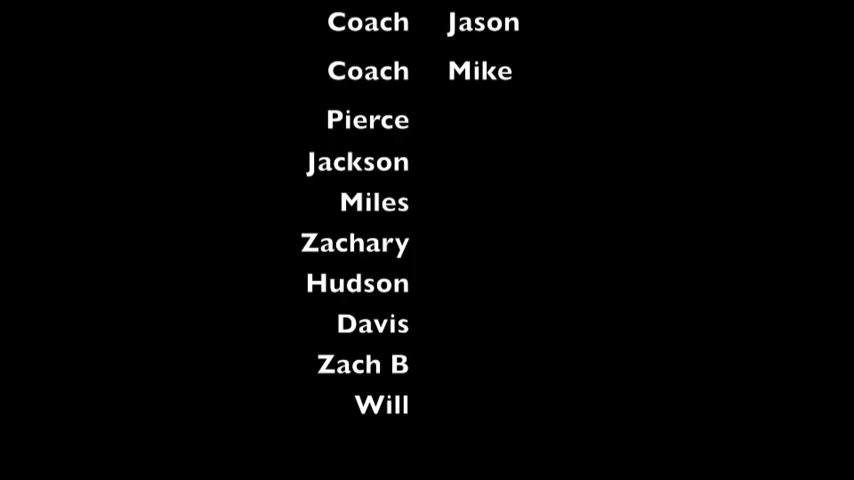 Coach Jason
Coach Mike
Pierce
Jackson
Miles
Zachary
Hudson
Davis
Zach B
Will